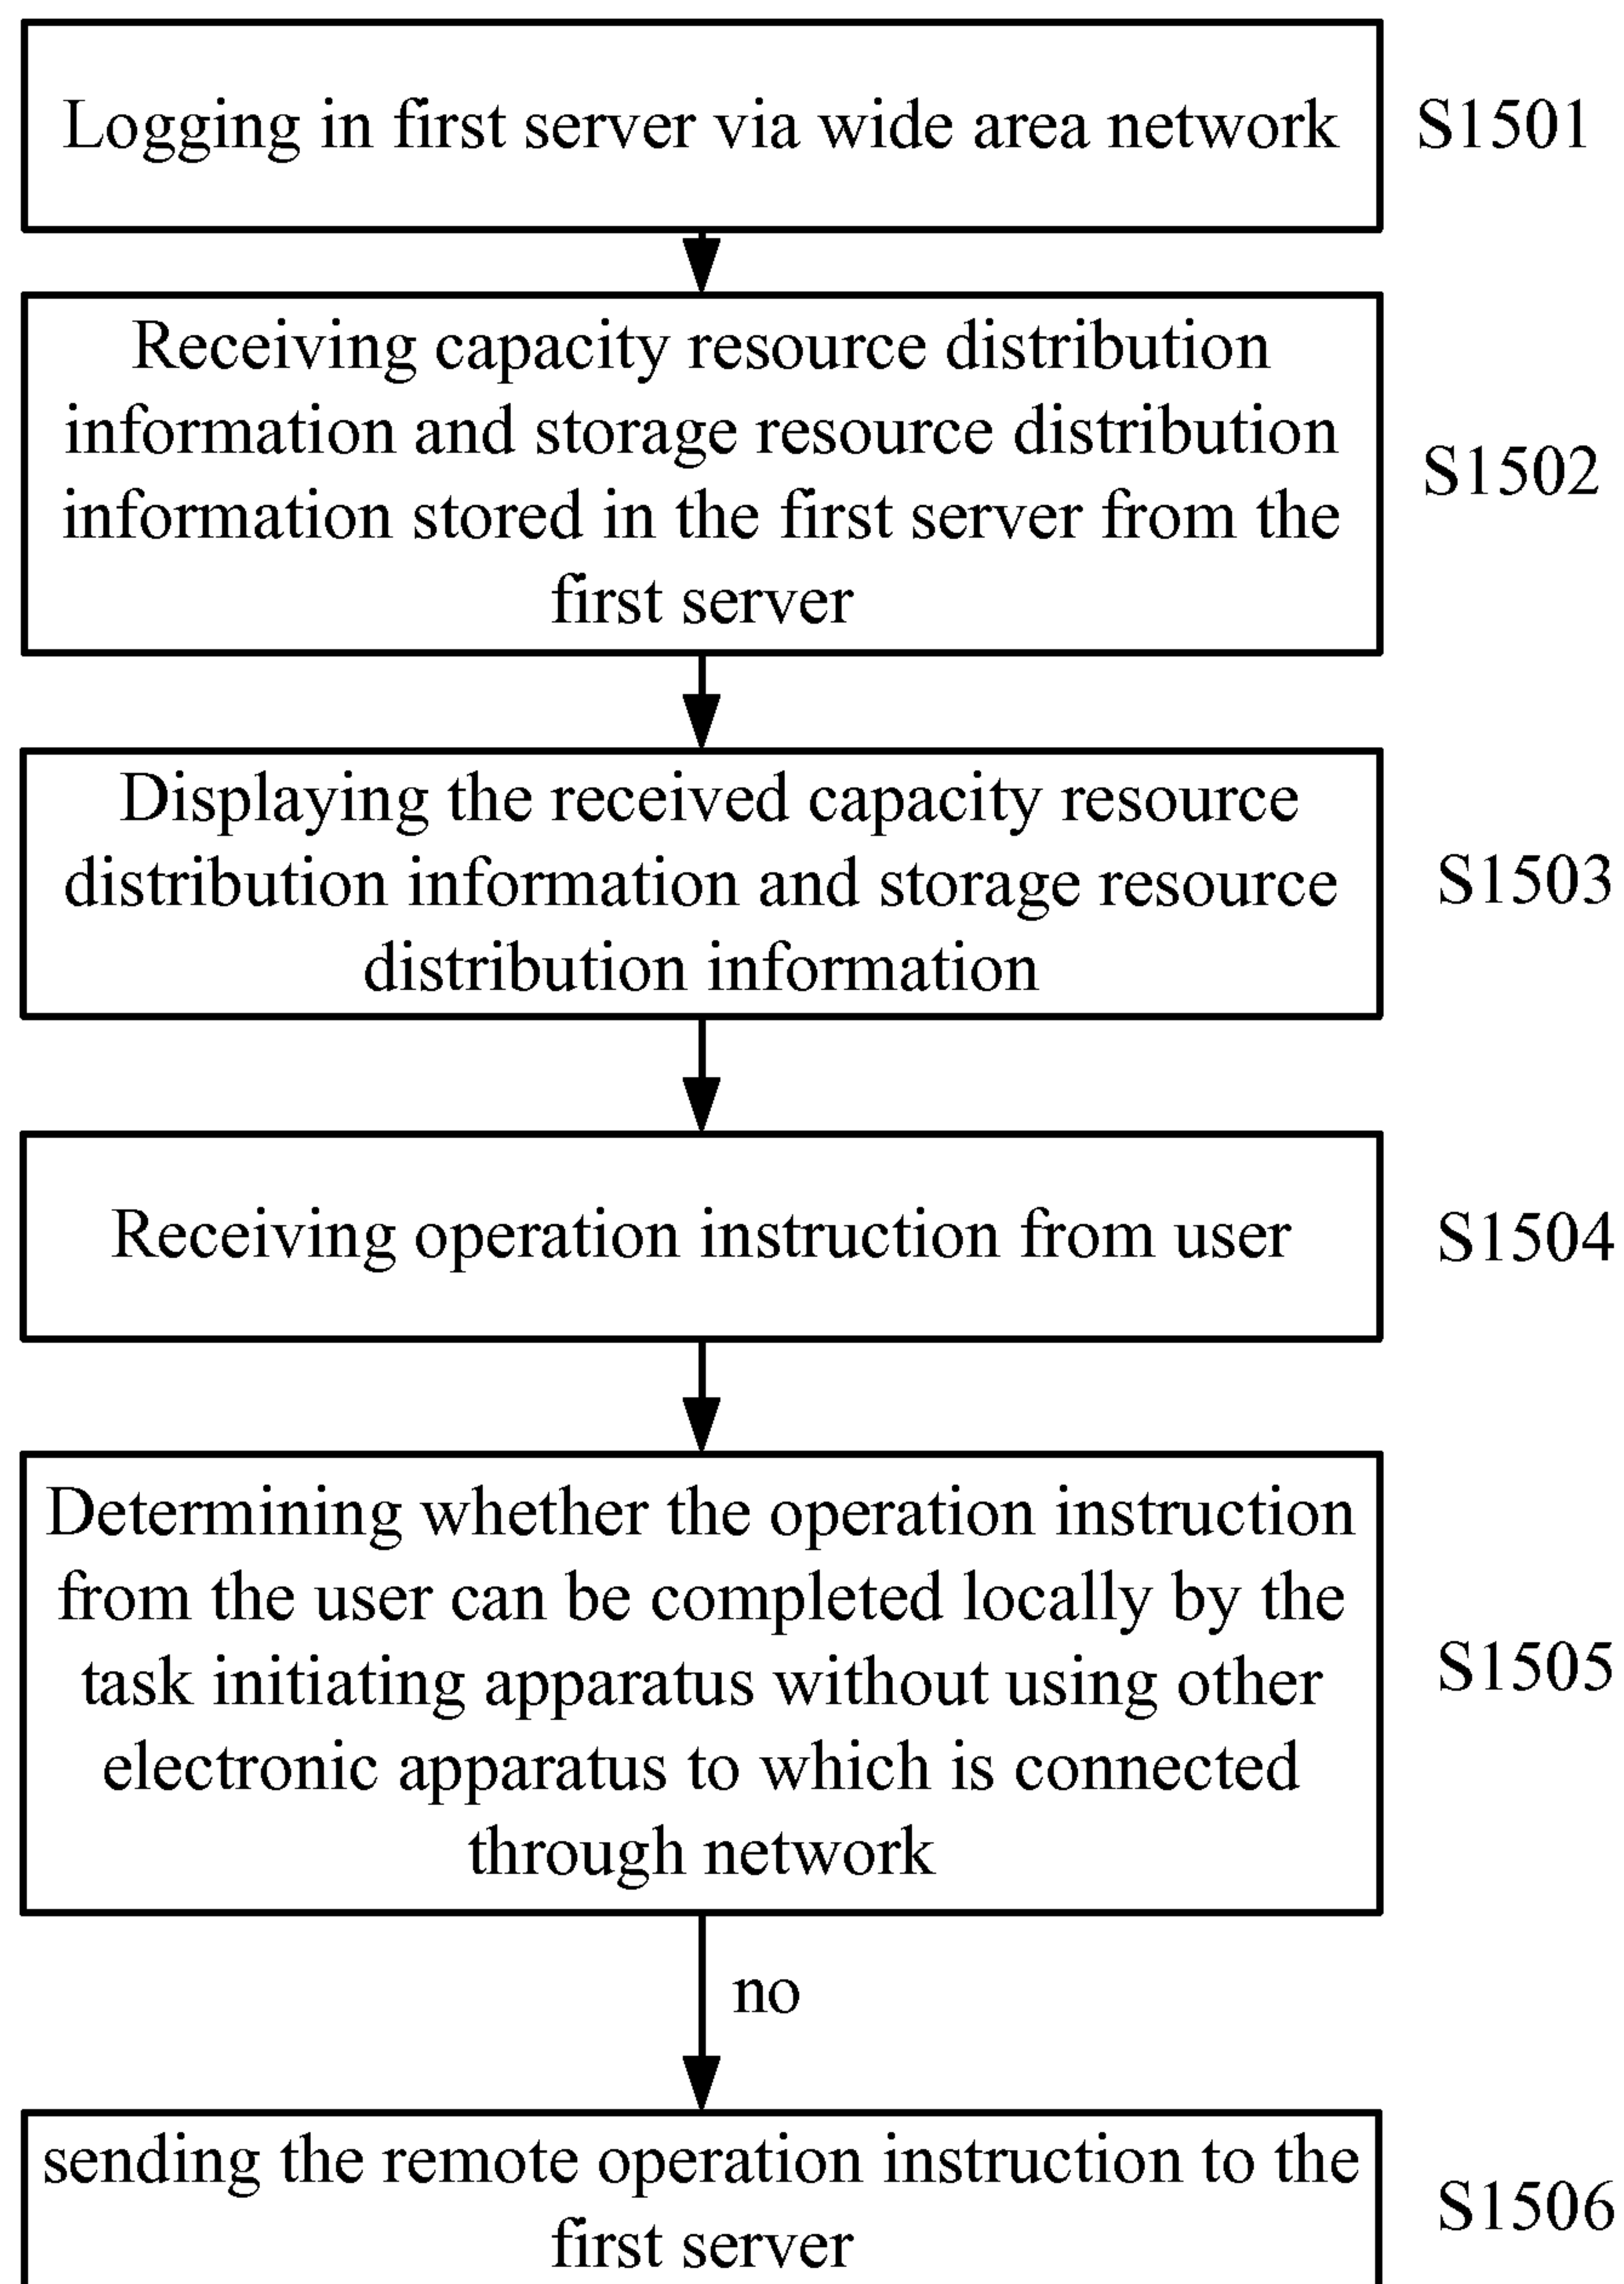 Logging in first server via wide area network
S1501
Receiving capacity resource distribution
information and storage resource distribution
information stored in the first server from the
first server
S1502
Displaying the received capacity resource
distribution information and storage resource
distribution information
S1503
Receiving operation instruction from user
S1504
Determining whether the operation instruction
from the user can be completed locally by the
task initiating apparatus without using other
electronic apparatus to which is connected
through network
S1505
no
sending the remote operation instruction to the
first server
S1506